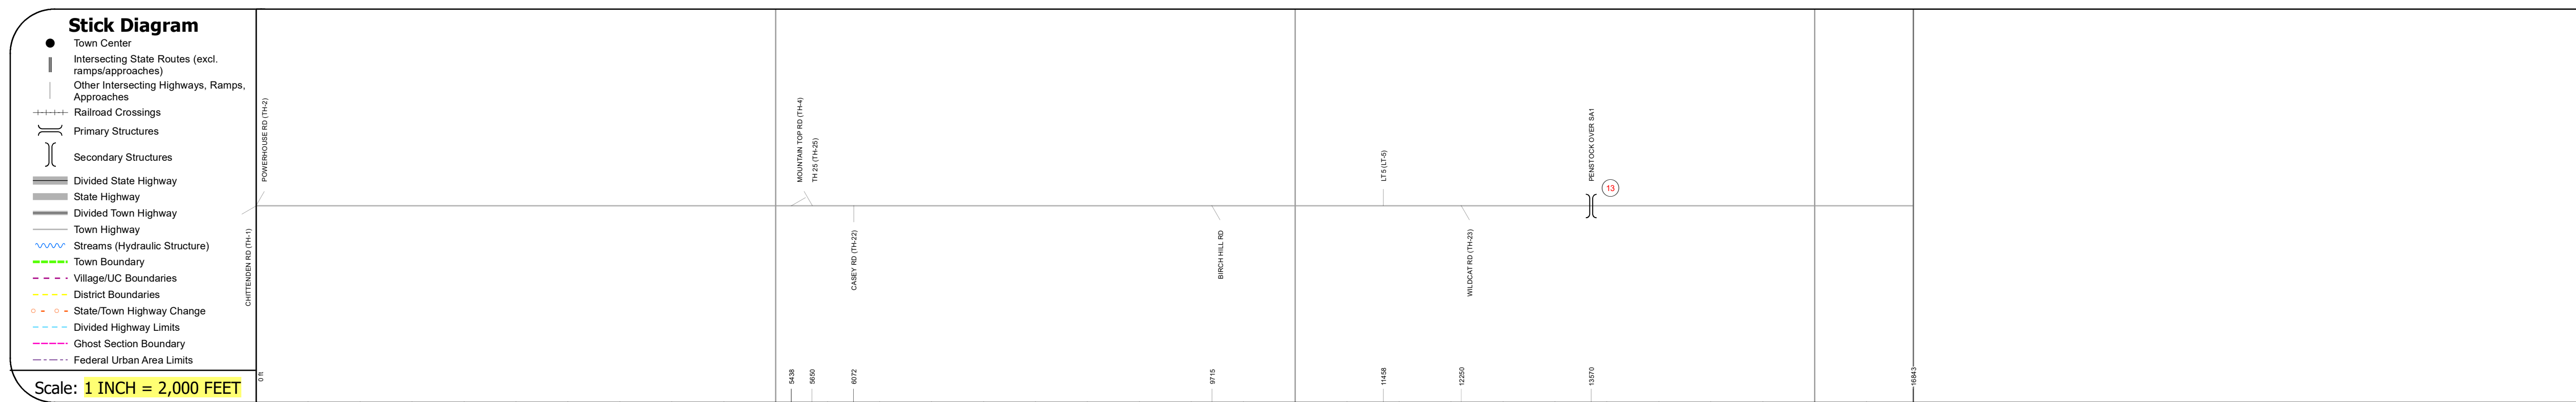 Stick Diagram
Town Center
Intersecting State Routes (excl.
ramps/approaches)
Other Intersecting Highways, Ramps,
Approaches
Railroad Crossings
Primary Structures
Secondary Structures
Divided State Highway
State Highway
Divided Town Highway
Town Highway
Streams (Hydraulic Structure)
Town Boundary
Village/UC Boundaries
District Boundaries
State/Town Highway Change
Divided Highway Limits
Ghost Section Boundary
Federal Urban Area Limits
Scale: 1 INCH = 2,000 FEET
CHITTENDEN RD (TH-1)
POWERHOUSE RD (TH-2)
MOUNTAIN TOP RD (TH-4)
TH 25 (TH-25)
CASEY RD (TH-22)
BIRCH HILL RD
LT 5 (LT-5)
WILDCAT RD (TH-23)
PENSTOCK OVER SA1
13
0 ft
5438
5650
6072
9715
11458
12250
13570
16843